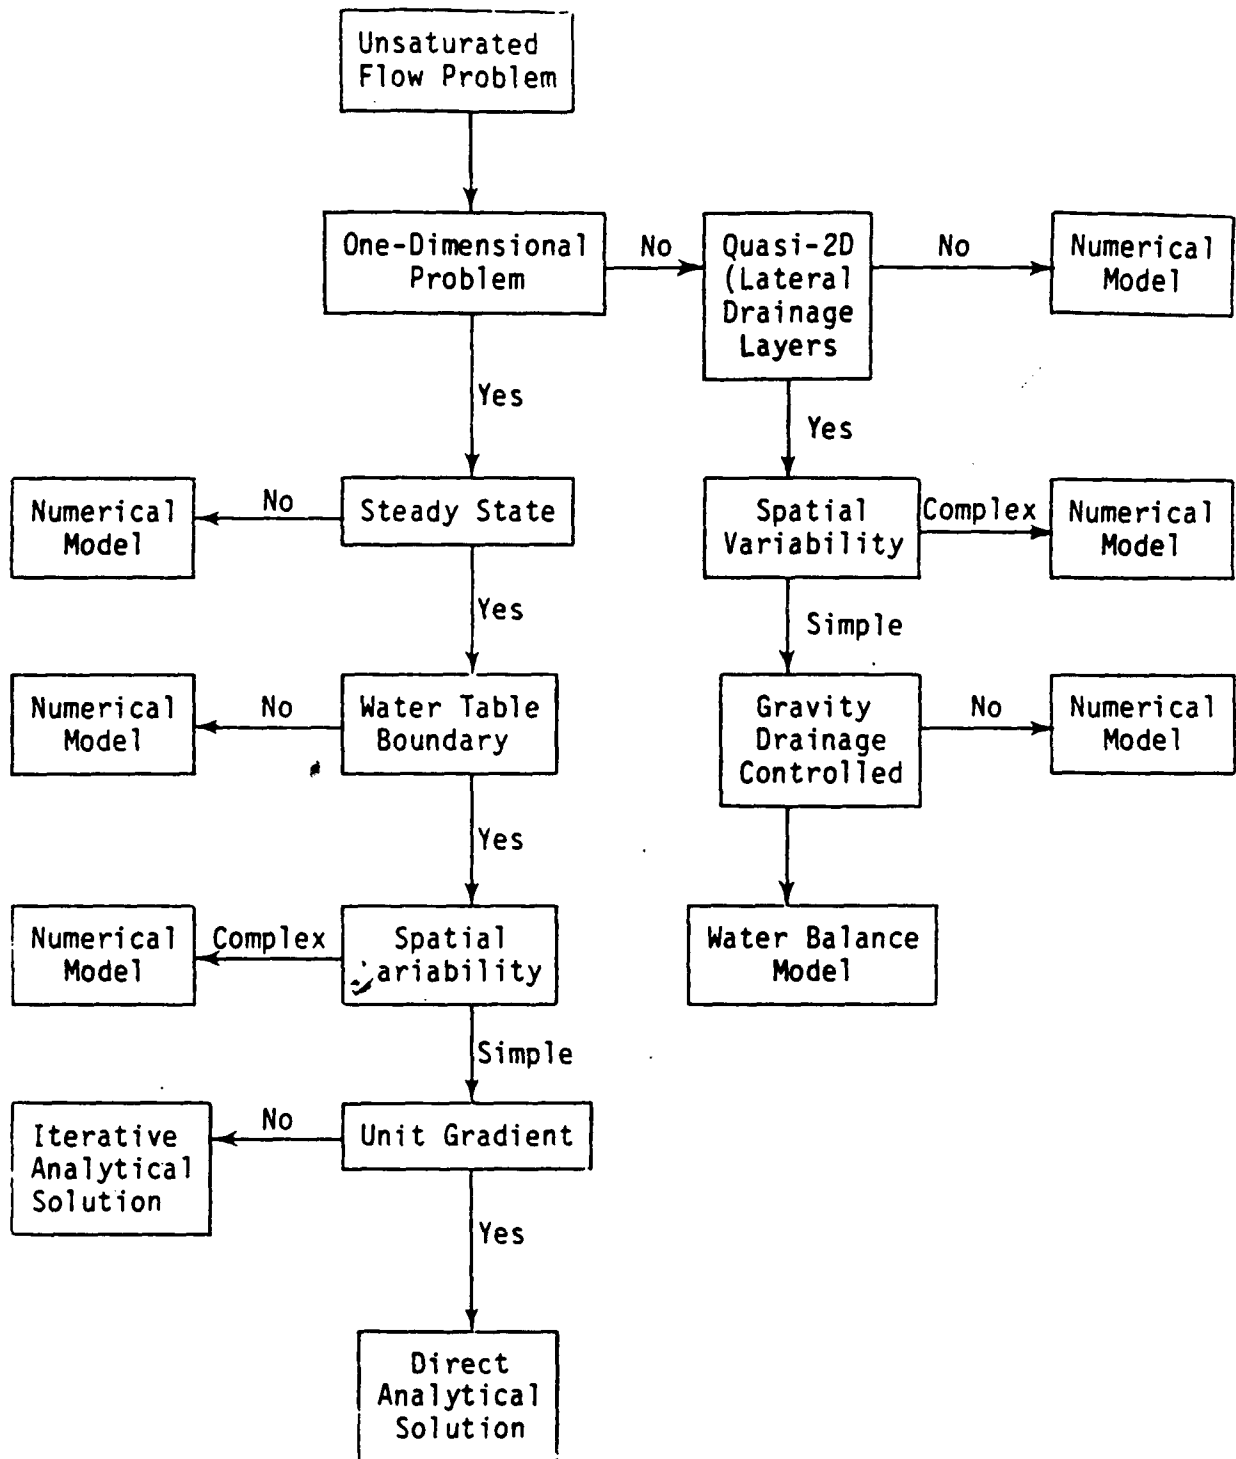 Unsaturated
Flow Problem
One-Dimensional
Problem
No
Quasi-2D
(Lateral
Drainage
Layers
No
Numerical
Model
Yes
Yes
Numerical
Model
No
Steady State
Spatial
Variability
Complex
Numerical
Model
Yes
Simple
Numerical
Model
No
Water Table
Boundary
Gravity
Drainage
Controlled
No
Numerical
Model
Yes
Numerical
Model
Complex
Spatial
ariability
Water Balance
Model
Simple
Iterative
Analytical
Solution
No
Unit Gradient
Yes
Direct
Analytical
Solution